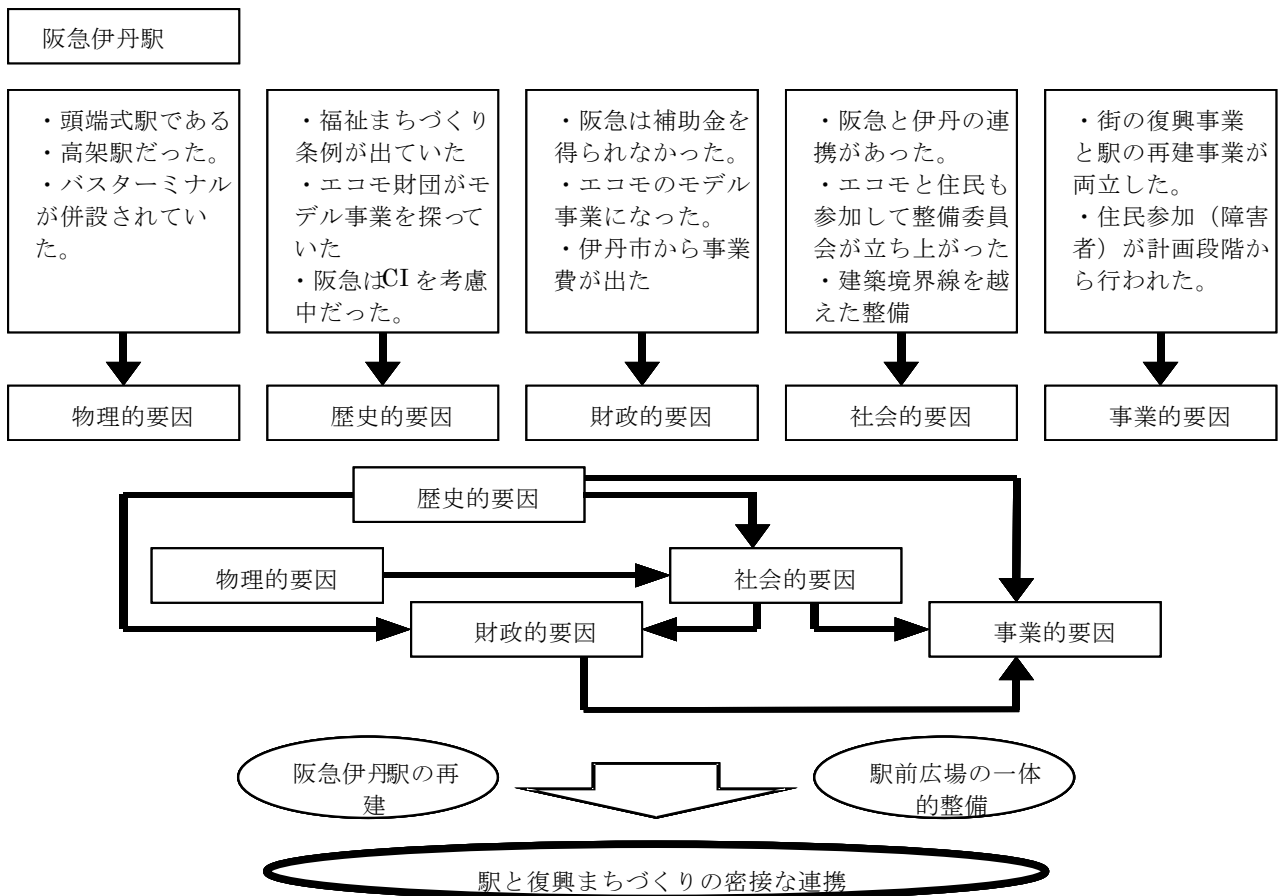 阪急伊丹駅
・頭端式駅である
・高架駅だった。
・バスターミナル
が併設されてい
た。
・福祉まちづくり
条例が出ていた
・エコモ財団がモ
デル事業を探って
いた
・阪急はCIを考慮
中だった。
・阪急は補助金を
得られなかった。
・エコモのモデル
事業になった。
・伊丹市から事業
費が出た
・阪急と伊丹の連
携があった。
・エコモと住民も
参加して整備委員
会が立ち上がった
・建築境界線を越
えた整備
・街の復興事業
と駅の再建事業が
両立した。
・住民参加（障害
者）が計画段階か
ら行われた。
物理的要因
歴史的要因
財政的要因
社会的要因
事業的要因
歴史的要因
物理的要因
社会的要因
財政的要因
事業的要因
阪急伊丹駅の再
建
駅前広場の一体
的整備
駅と復興まちづくりの密接な連携